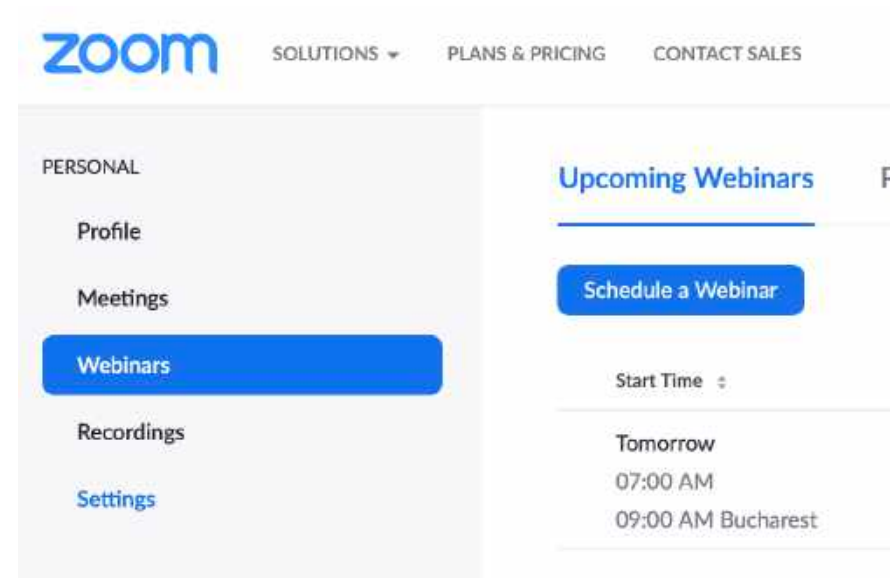 zoom SOLUTIONS PLANS & PRICING CONTACT SALES
PERSONAL
Profile
Meetings
Webinars
Recordings
Settings
Upcoming Webinars
Schedule a Webinar
Start Time
Tomorrow
07:00 AM
09:00 AM Bucharest